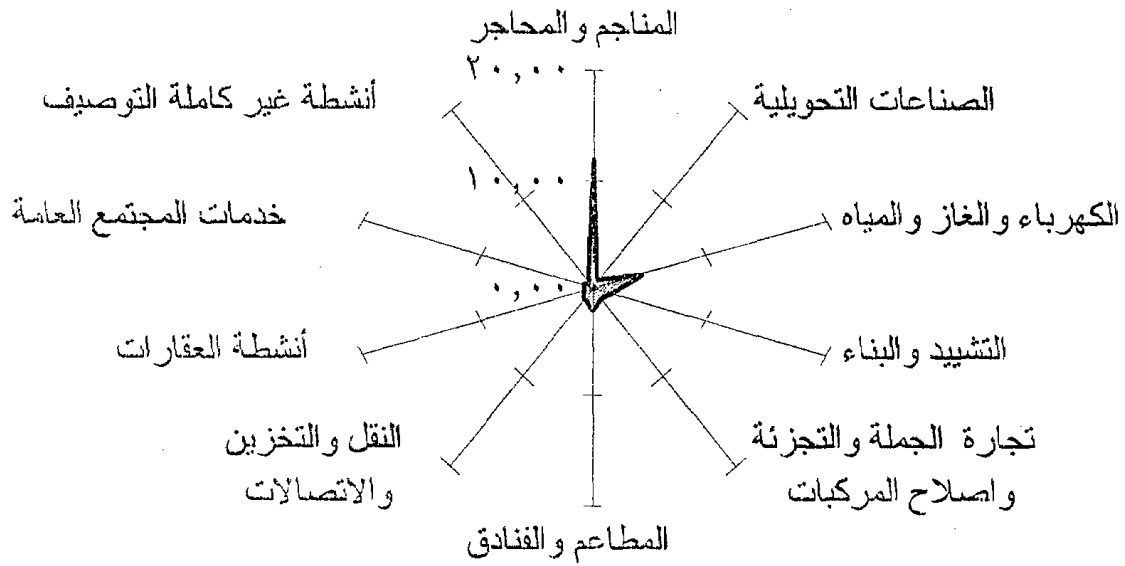 المناجم والمحاجر
٢٠,٠٠
الصناعات التحويلية
أنشطة غير كاملة التوصيف
١٠,٠٠
الكهرباء والغاز والمياه
خدمات المجتمع العامة
٠,٠٠
التشييد والبناء
أنشطة العقارات
تجارة الجملة والتجزئة
واصلاح المركبات
النقل والتخزين
والاتصالات
المطاعم والفنادق